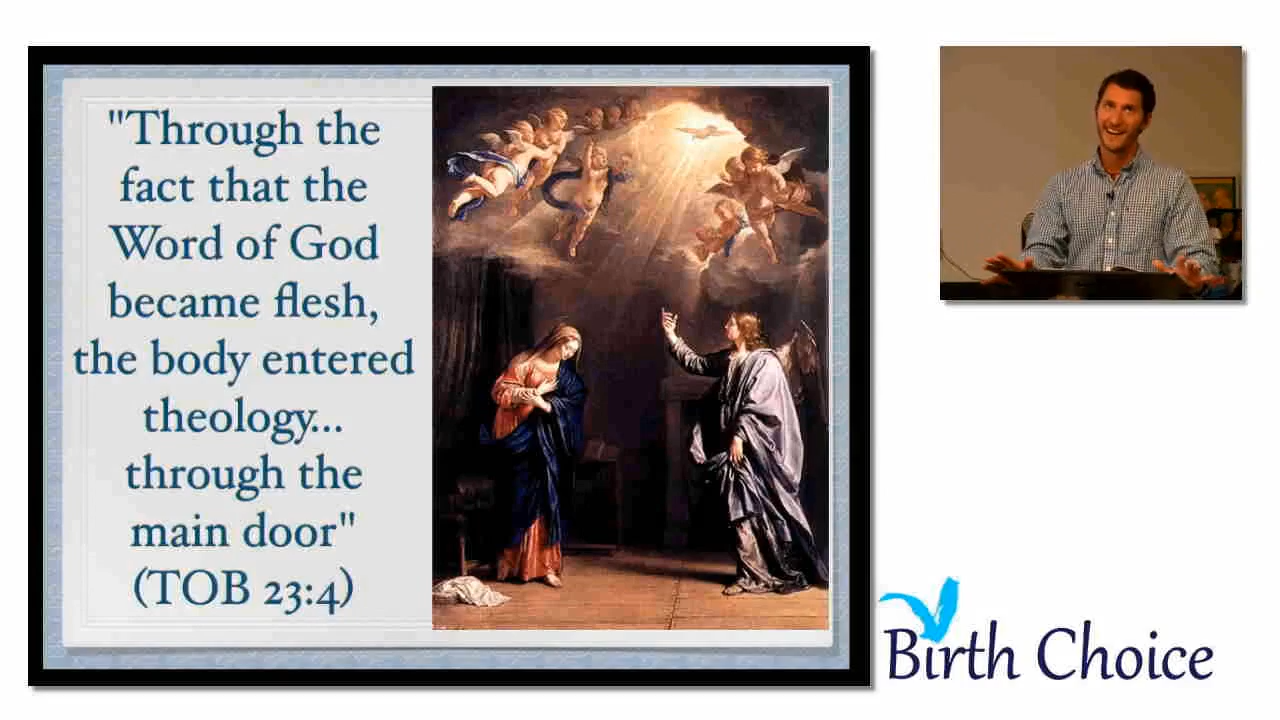 "Through the
fact that the
Word of God
became flesh,
the body entered
theology...
through the
main door"
(TOB 23:4)
Birth Choice